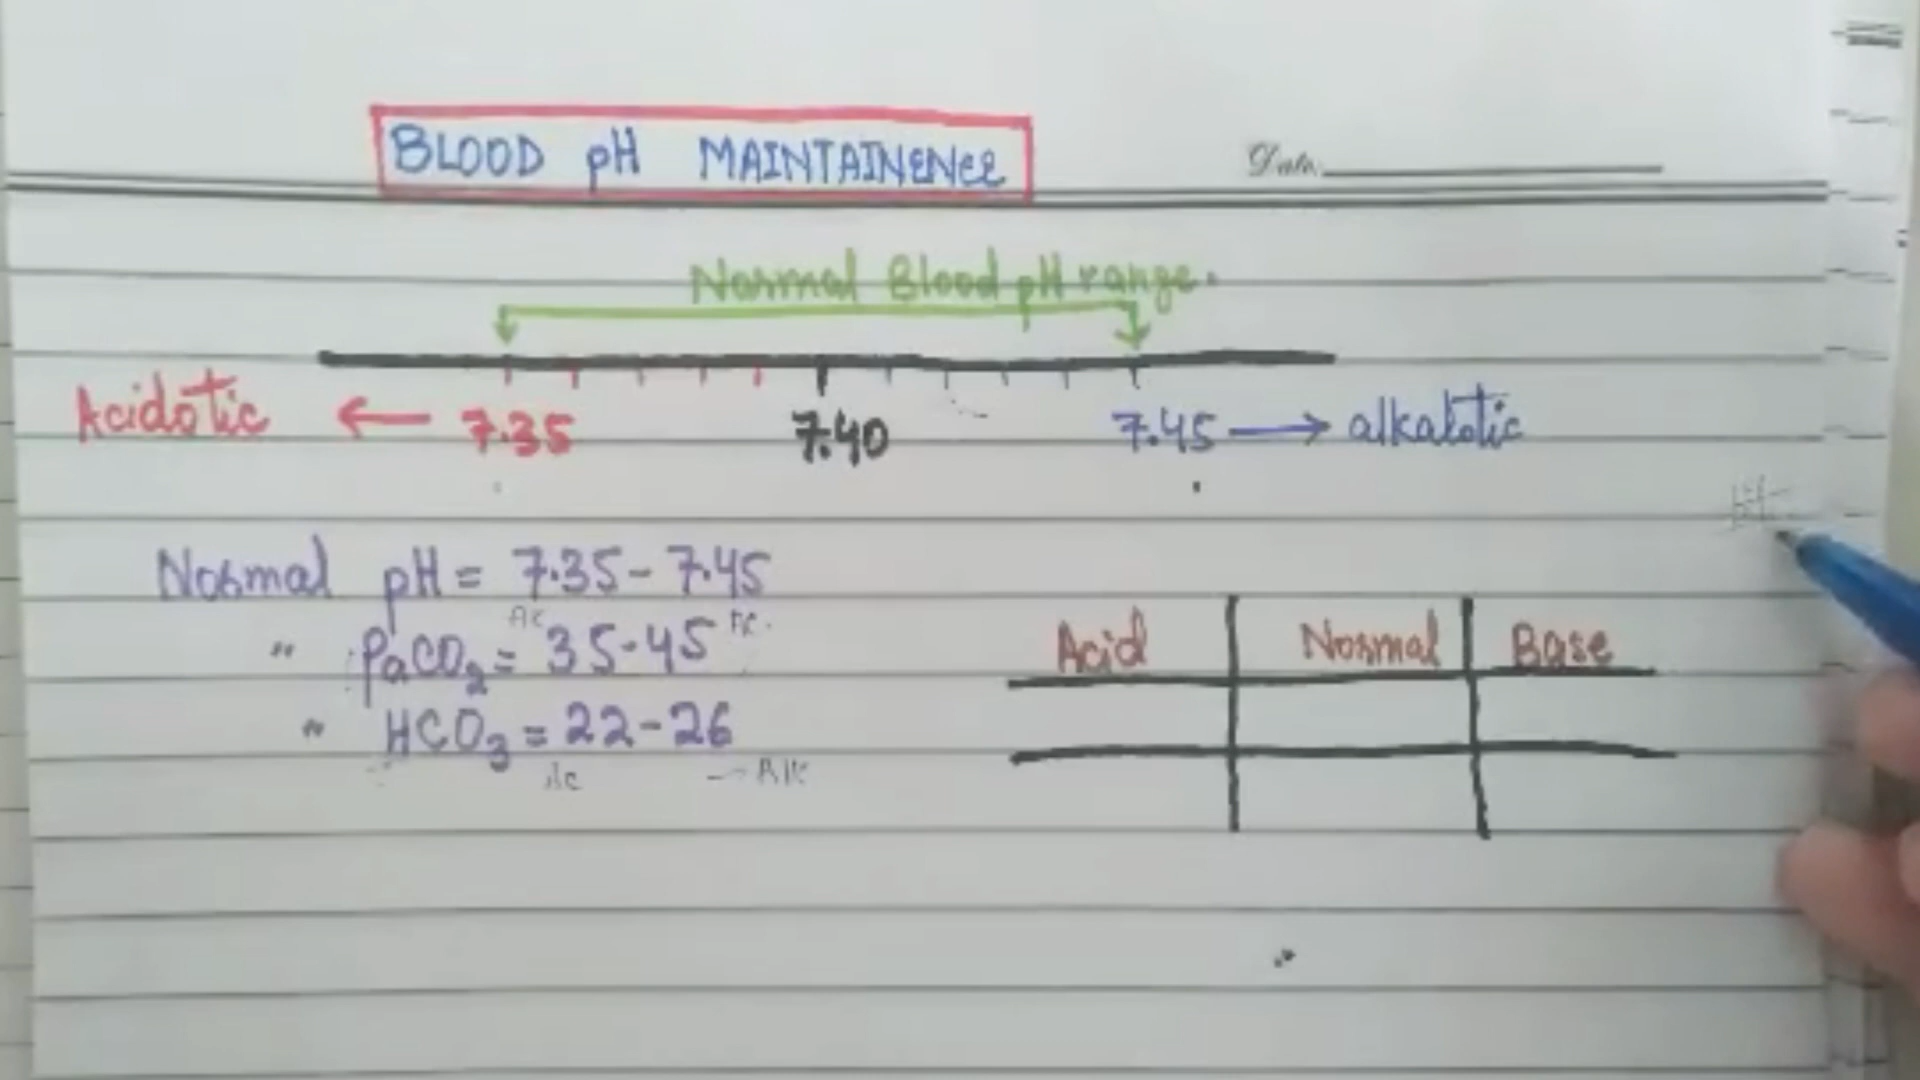 BLOOD pH MAINTAINENCE
Date:
Normal Blood pH range.
Acidotic ← 7.35 7.40 7.45 → alkalotic
Normal pH = 7.35-7.45
" PaCO2 = 35-45
" HCO3 = 22-26
Acid Normal Base